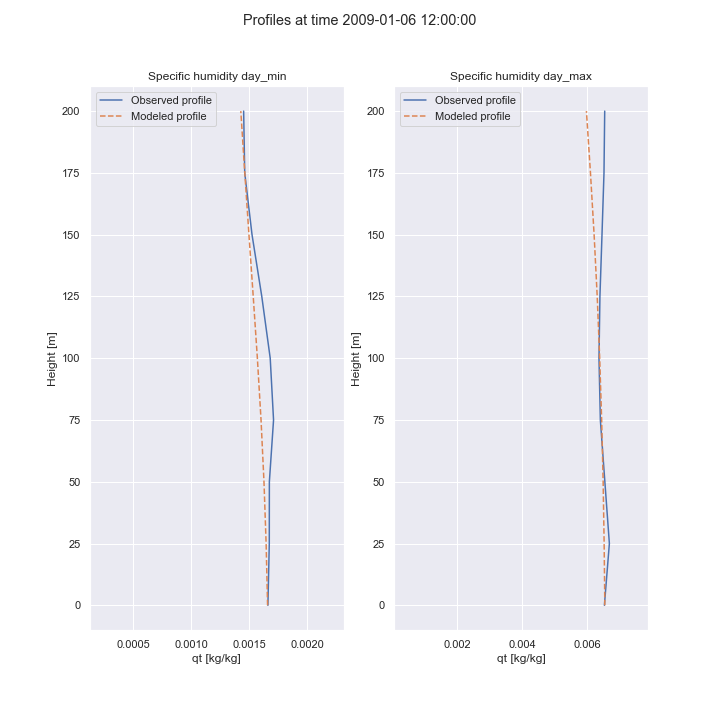 Profiles at time 2009-01-06 12:00:00
Specific humidity day_min
Observed profile
Modeled profile
200
175
150
125
100
75
50
25
0
Height [m]
0.0005
0.0010
0.0015
0.0020
qt [kg/kg]
Specific humidity day_max
Observed profile
Modeled profile
200
175
150
125
100
75
50
25
0
Height [m]
0.002
0.004
0.006
qt [kg/kg]